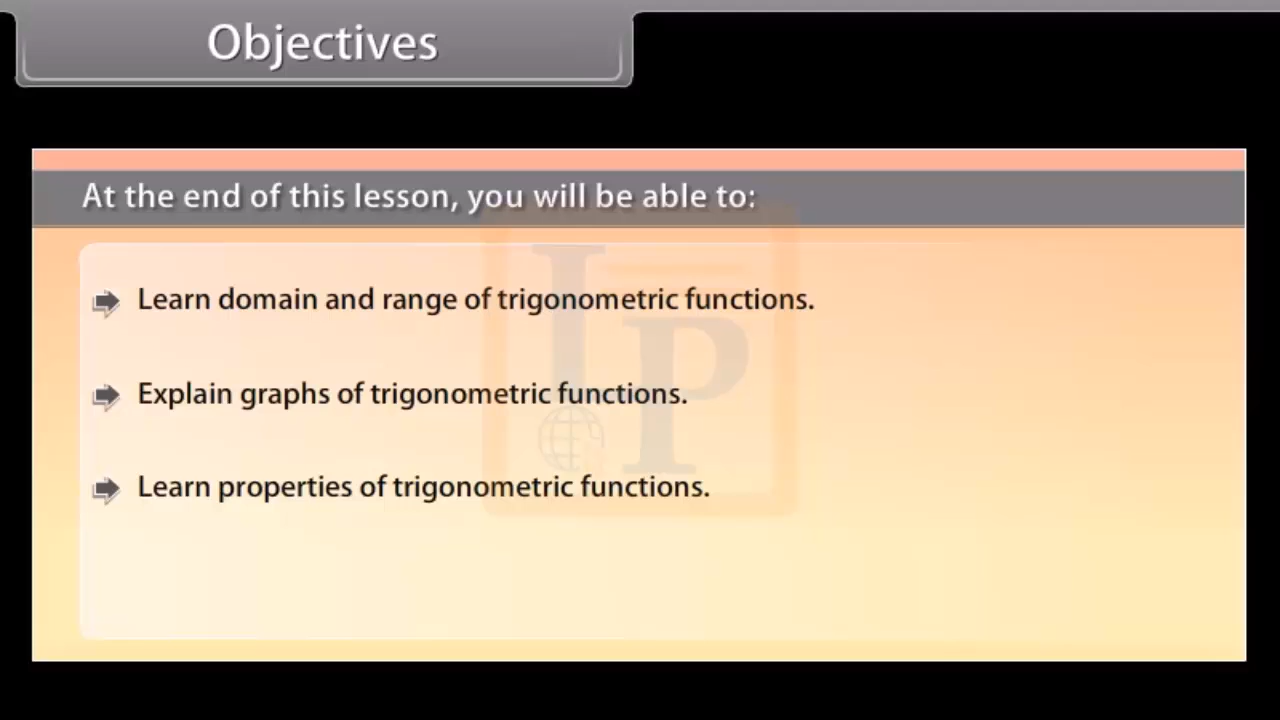 Objectives
At the end of this lesson, you will be able to:
Learn domain and range of trigonometric functions.
Explain graphs of trigonometric functions.
Learn properties of trigonometric functions.
IP